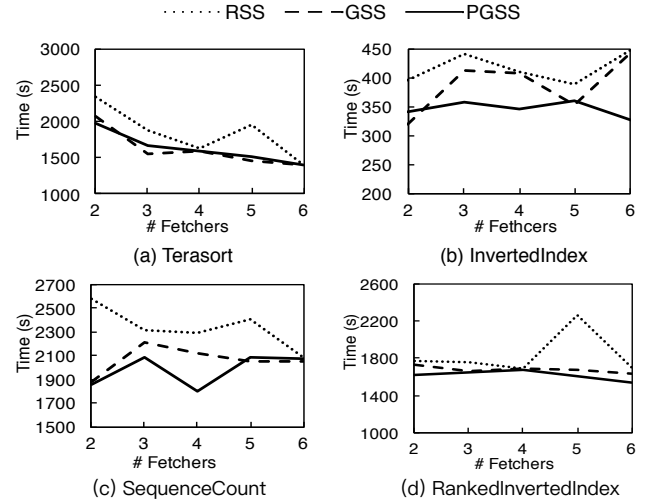 RSS GSS PGSS
3000
2500
2000
1500
1000
Time (s)
2 3 4 5 6
# Fetchers
(a) Terasort
450
400
350
300
250
200
Time (s)
2 3 4 5 6
# Fethcers
(b) InvertedIndex
2700
2500
2300
2100
1900
1700
1500
Time (s)
2 3 4 5 6
# Fetchers
(c) SequenceCount
2600
2200
1800
1400
1000
Time (s)
2 3 4 5 6
# Fetchers
(d) RankedInvertedIndex